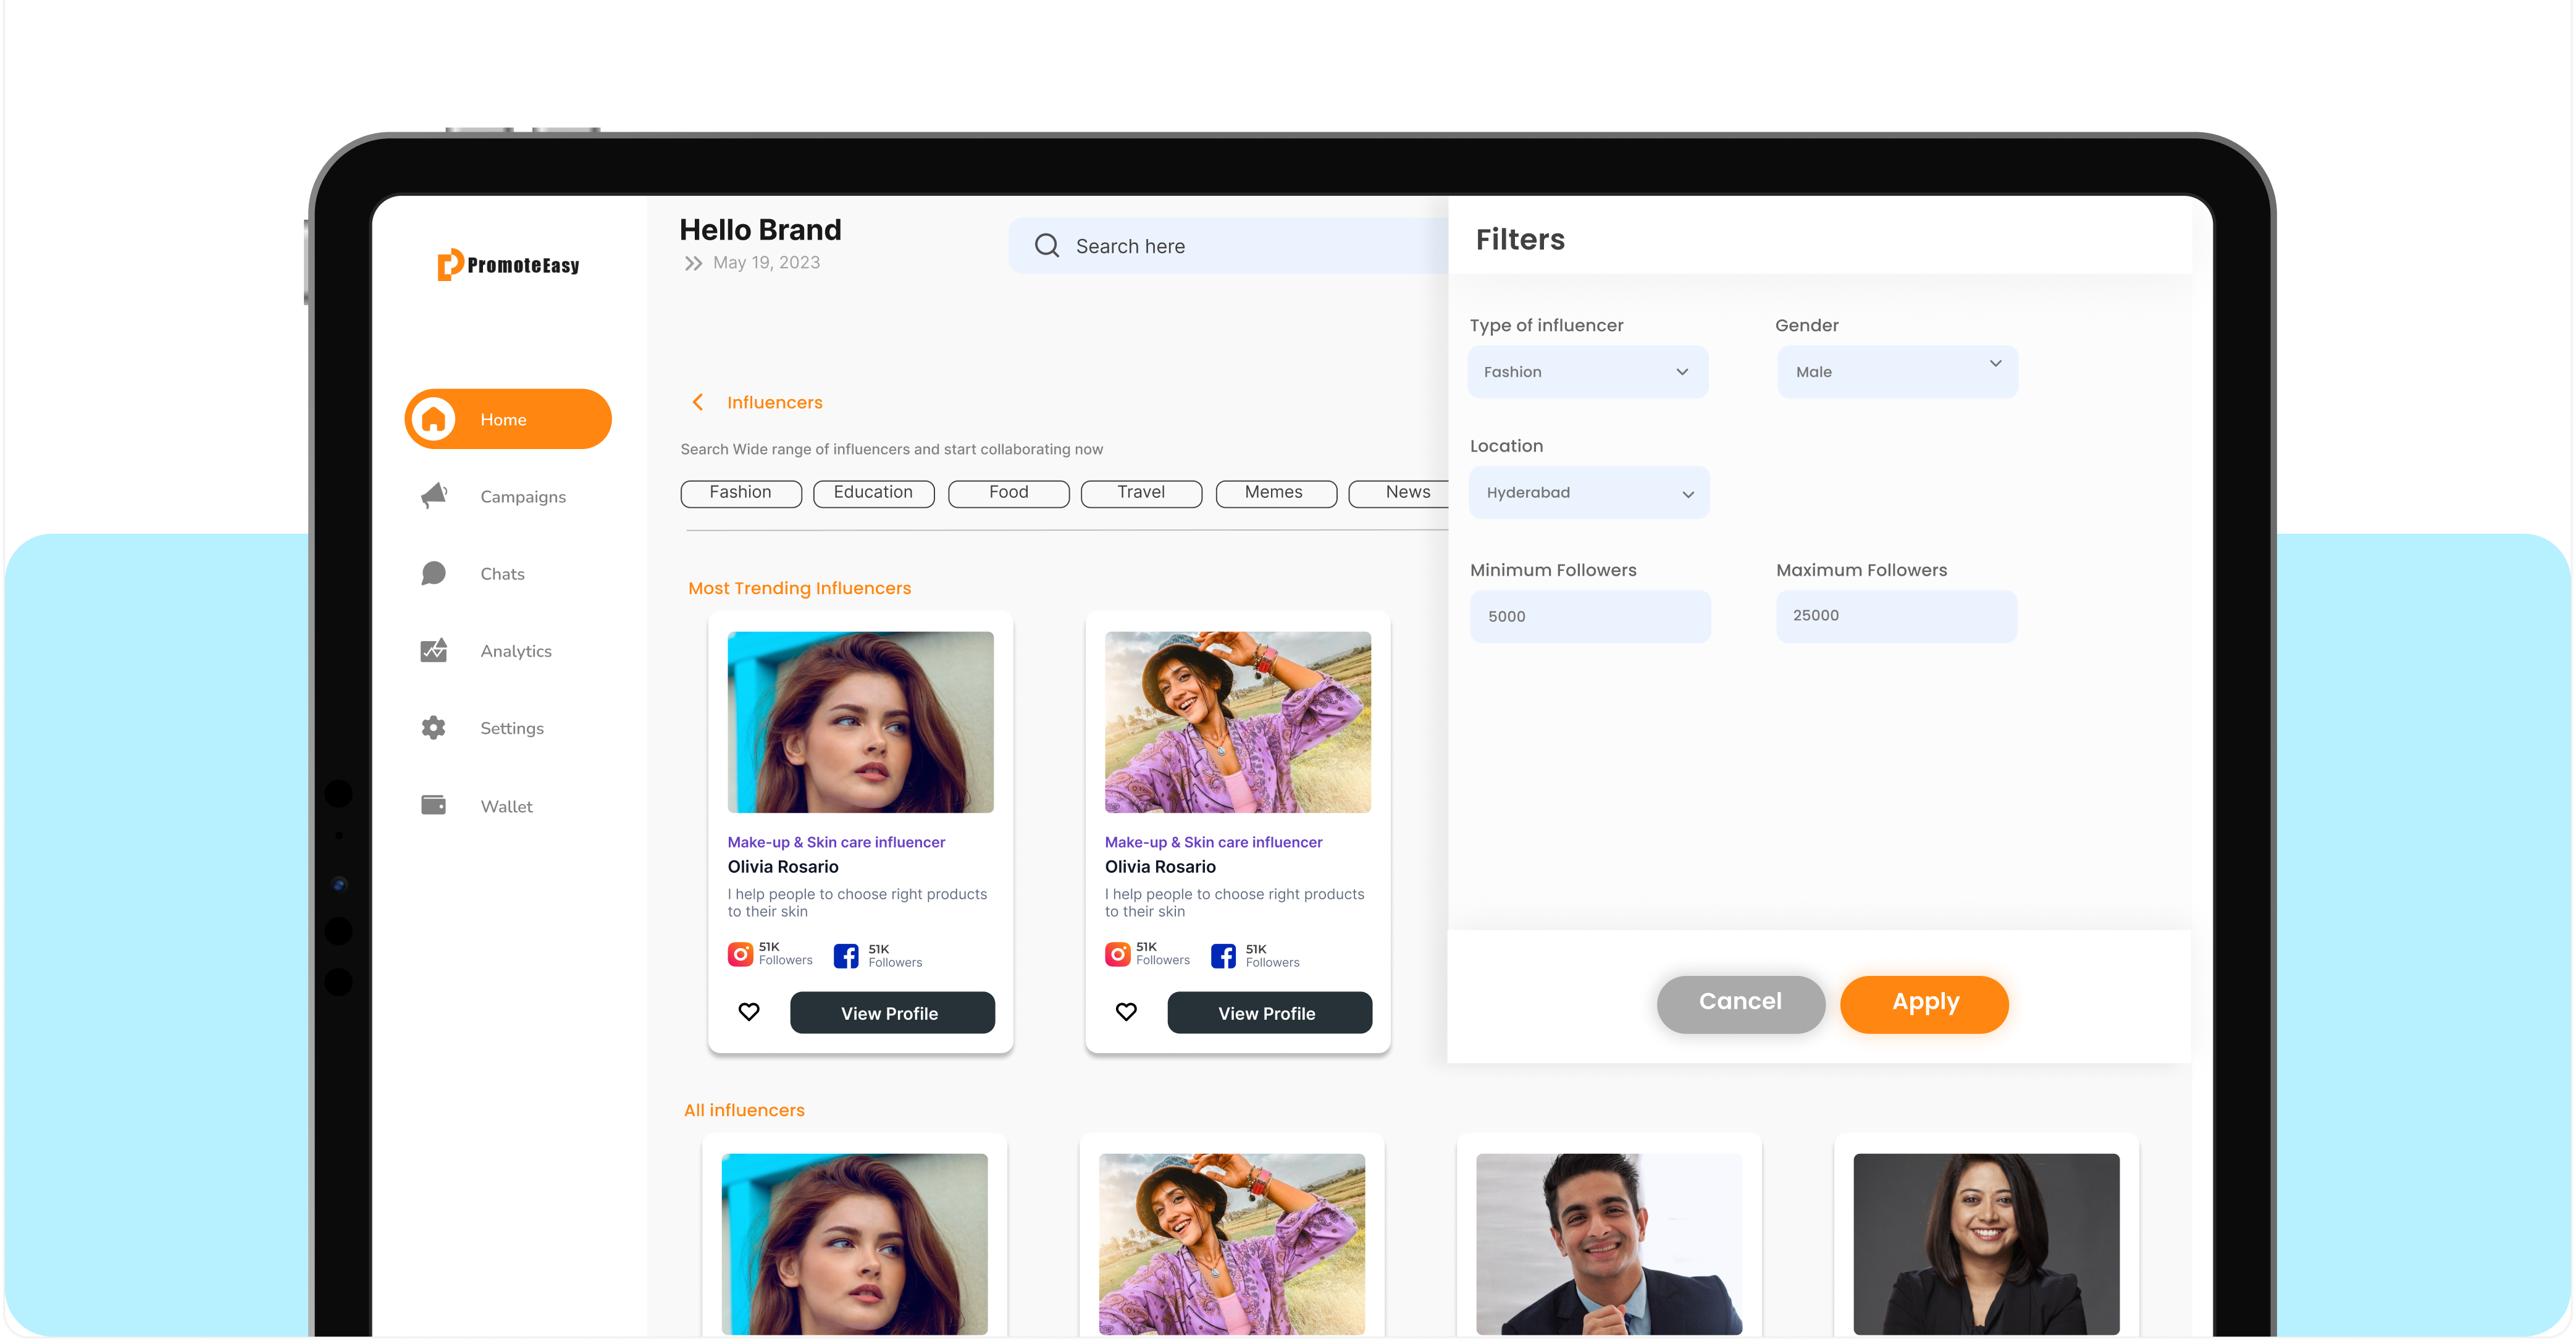 PromoteEasy
Home
Campaigns
Chats
Analytics
Settings
Wallet
Hello Brand
May 19, 2023
Search here
Influencers
Search Wide range of influencers and start collaborating now
Fashion Education Food Travel Memes News
Most Trending Influencers
Make-up & Skin care influencer
Olivia Rosario
I help people to choose right products
to their skin
51K
Followers
51K
Followers
View Profile
Make-up & Skin care influencer
Olivia Rosario
I help people to choose right products
to their skin
51K
Followers
51K
Followers
View Profile
All influencers
Filters
Type of influencer
Fashion
Gender
Male
Location
Hyderabad
Minimum Followers
5000
Maximum Followers
25000
Cancel
Apply